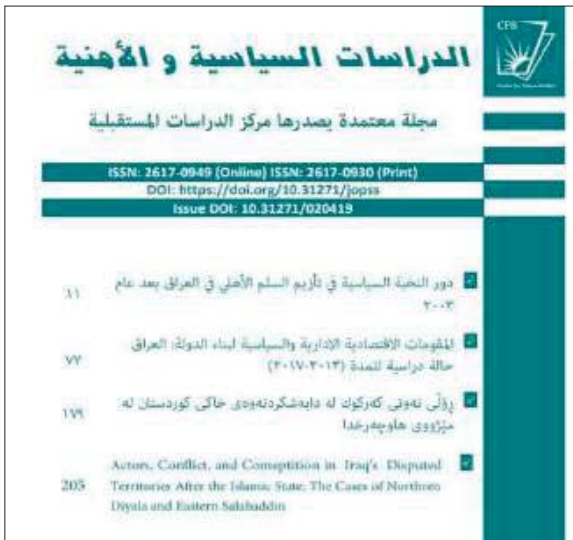 CFS
الدراسات السياسية و الأمنية
مجلة معتمدة يصدرها مركز الدراسات المستقبلية
ISSN: 2617-0949 (Online) ISSN: 2617-0930 (Print)
DOI: https://doi.org/10.31271/jopss
Issue DOI: 10.31271/020419
دور النخبة السياسية في تأزيم السلم الأهلي في العراق بعد عام
٢٠٠٣
١١
المقومات الاقتصادية الإدارية والسياسية لبناء الدولة: العراق
حالة دراسية للمدة (٢٠١٣-٢٠١٧)
٧٧
ڕۆڵی نەوتی کەرکوک لە دابەشکردنەوەی خاکی کوردستان لە
مێژووی هاوچەرخدا
١٧٩
Actors, Conflict, and Comeptition in Iraq's Disputed
Territories After the Islamic State: The Cases of Northren
Diyala and Eastern Salahaddin
205